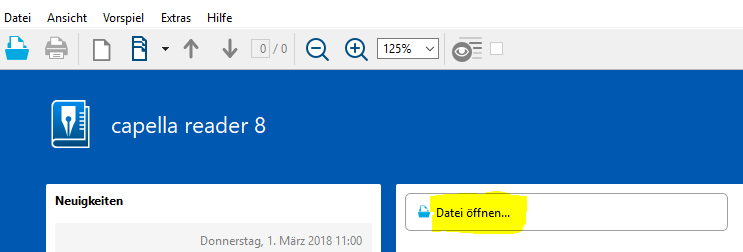 Datei Ansicht Vorspiel Extras Hilfe
0 / 0 125%
capella reader 8
Neuigkeiten
Datei öffnen...
Donnerstag, 1. März 2018 11:00